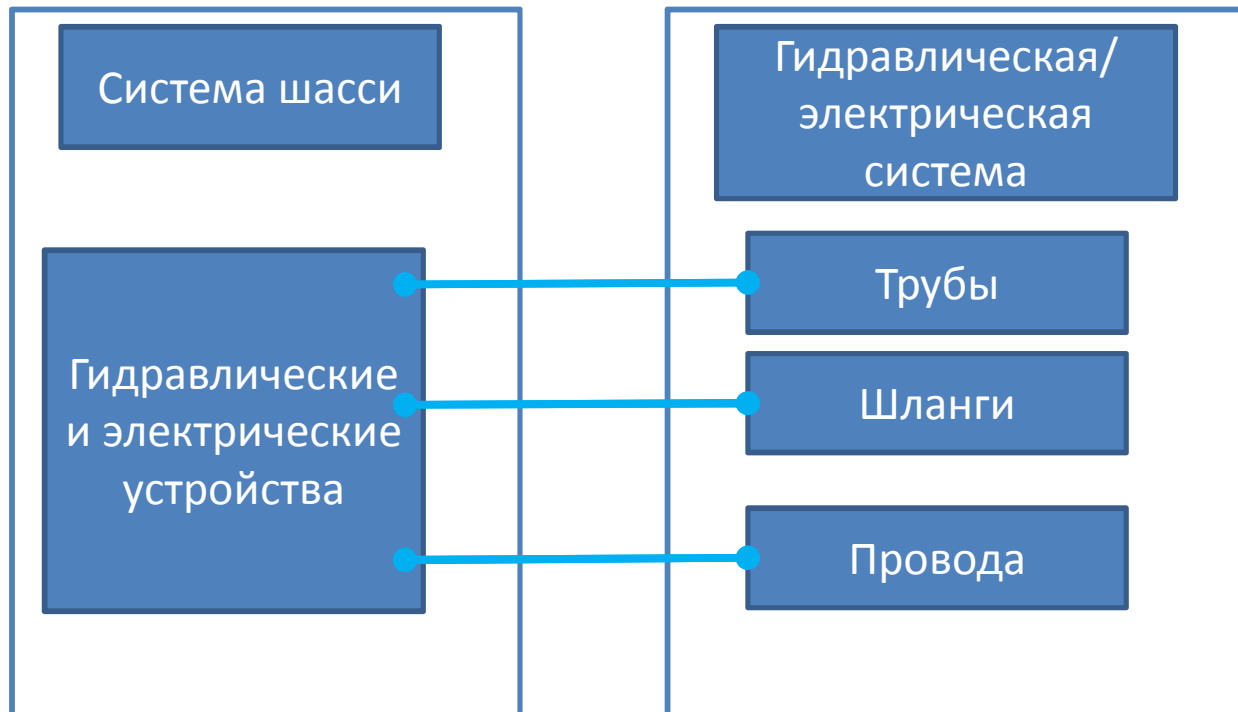 Система шасси
Гидравлическая/
электрическая
система
Гидравлические
и электрические
устройства
Трубы
Шланги
Провода